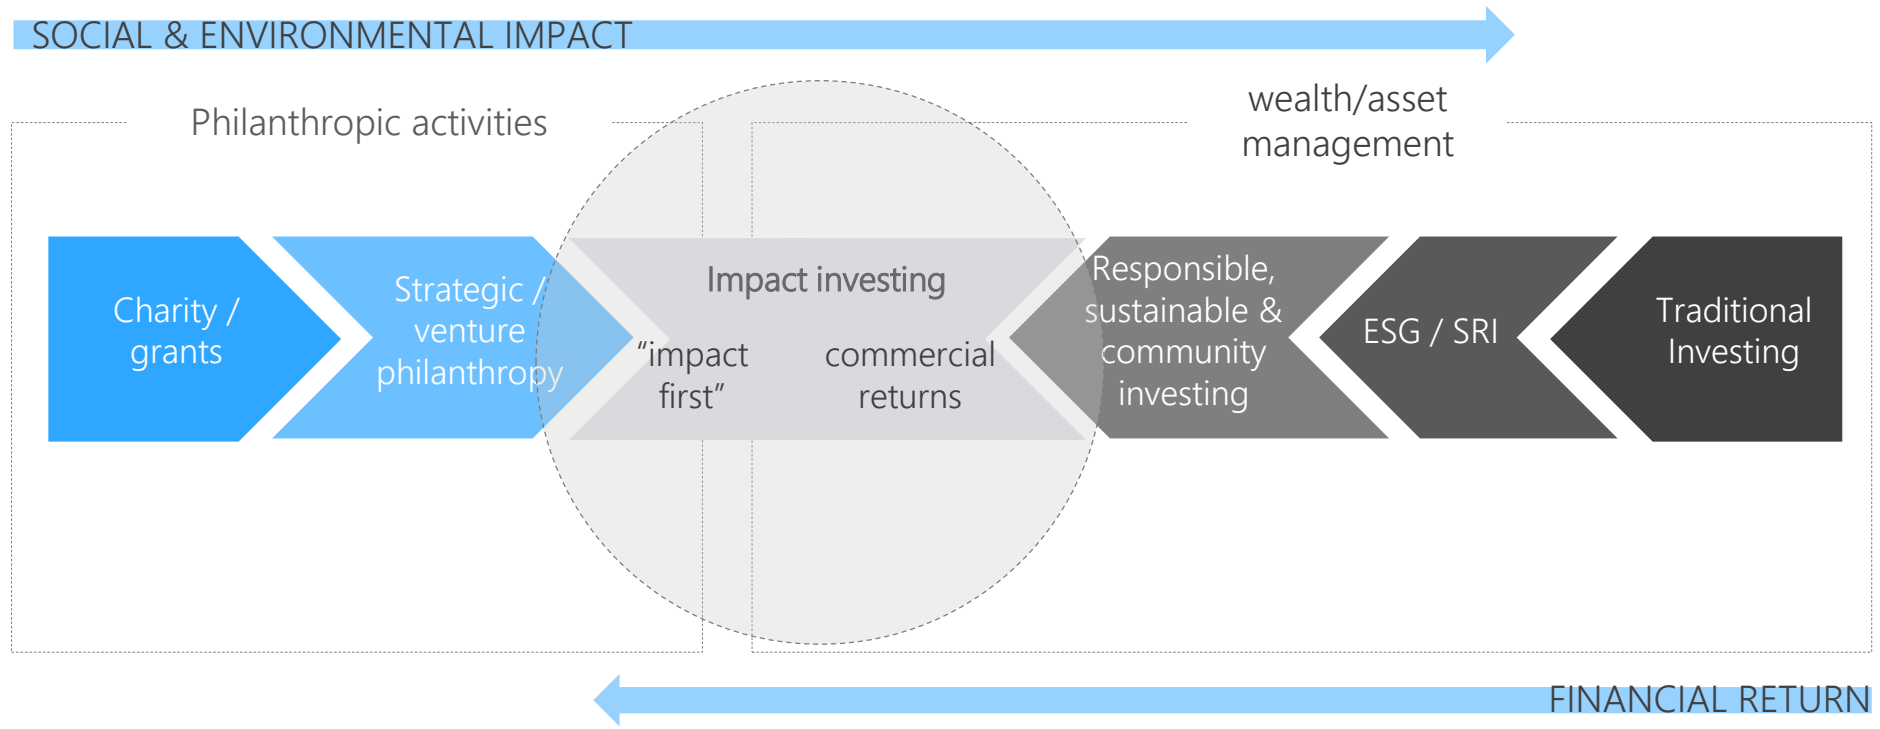 SOCIAL & ENVIRONMENTAL IMPACT
Philanthropic activities
wealth/asset
management
Charity /
grants
Strategic /
venture
philanthropy
Impact investing
“impact
first”
commercial
returns
Responsible,
sustainable &
community
investing
ESG / SRI
Traditional
Investing
FINANCIAL RETURN